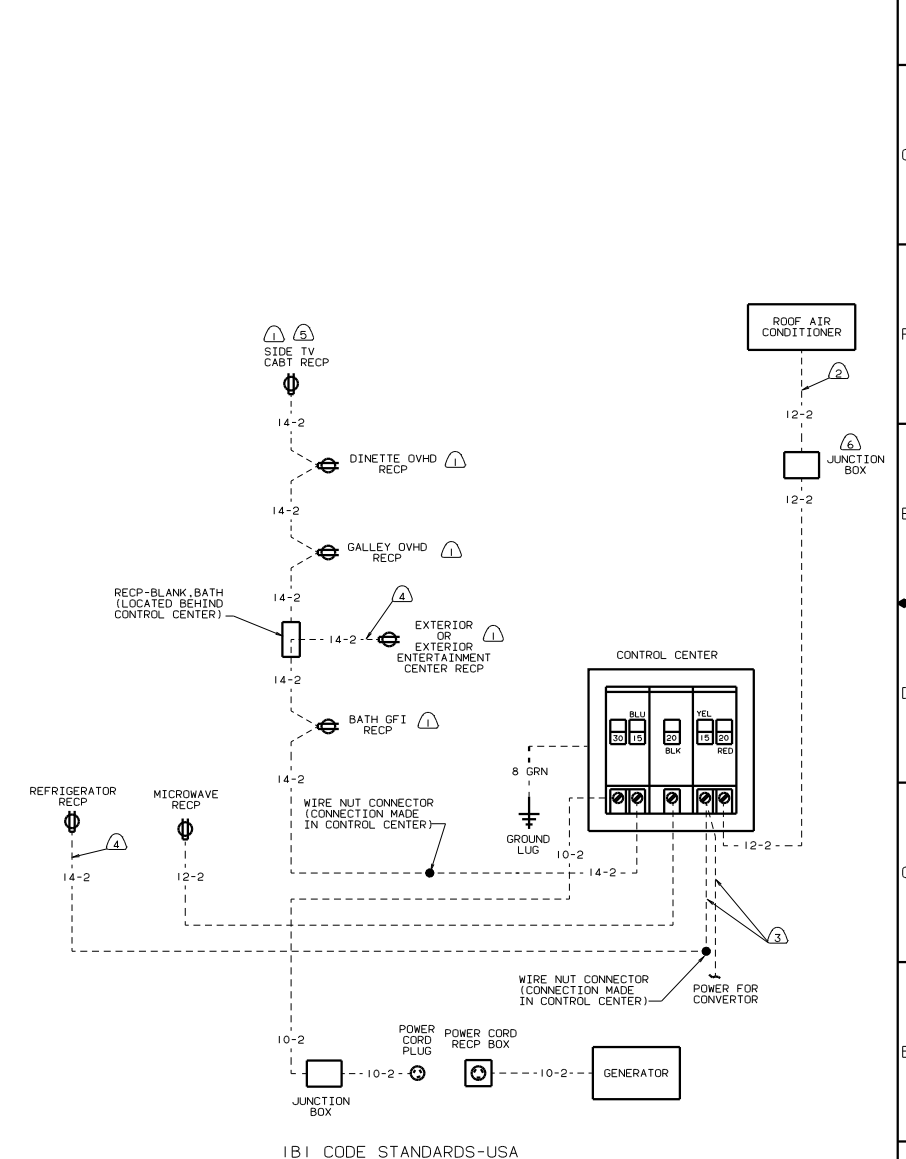 C
F
ROOF AIR
CONDITIONER
1 5
SIDE TV
CABT RECP
2
14-2
12-2
6
JUNCTION
BOX
DINETTE OVHD
RECP
1
12-2
14-2
E
GALLEY OVHD
RECP
1
RECP-BLANK,BATH
(LOCATED BEHIND
CONTROL CENTER)
14-2
4
14-2
EXTERIOR
OR
EXTERIOR
ENTERTAINMENT
CENTER RECP
1
CONTROL CENTER
14-2
D
BATH GFI
RECP
1
BLU
YEL
30 15 20 15 20
BLK
RED
14-2
8 GRN
GROUND
LUG
REFRIGERATOR
RECP
MICROWAVE
RECP
WIRE NUT CONNECTOR
(CONNECTION MADE
IN CONTROL CENTER)
4
12-2
10-2
14-2
12-2
14-2
C
3
WIRE NUT CONNECTOR
(CONNECTION MADE
IN CONTROL CENTER)
POWER FOR
CONVERTOR
10-2
POWER
CORD
PLUG
POWER CORD
RECP BOX
10-2
10-2
GENERATOR
JUNCTION
BOX
IBI CODE STANDARDS-USA